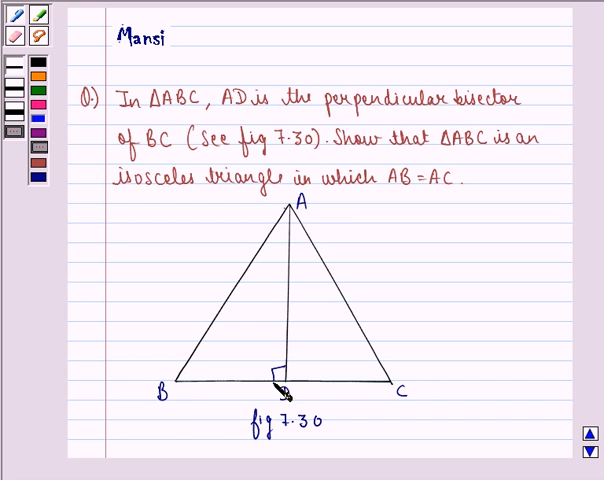 Mansi
Q.) In ΔABC, AD is the perpendicular bisector
of BC (See fig 7.30). Show that ΔABC is an
isosceles triangle in which AB = AC.
A
B D C
fig 7.30